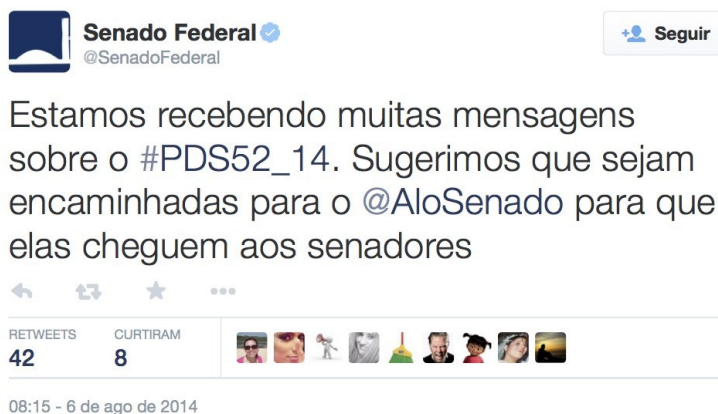 Senado Federal
@SenadoFederal
Seguir
Estamos recebendo muitas mensagens
sobre o #PDS52_14. Sugerimos que sejam
encaminhadas para o @AloSenado para que
elas cheguem aos senadores
RETWEETS CURTIRAM
42 8
08:15 - 6 de ago de 2014